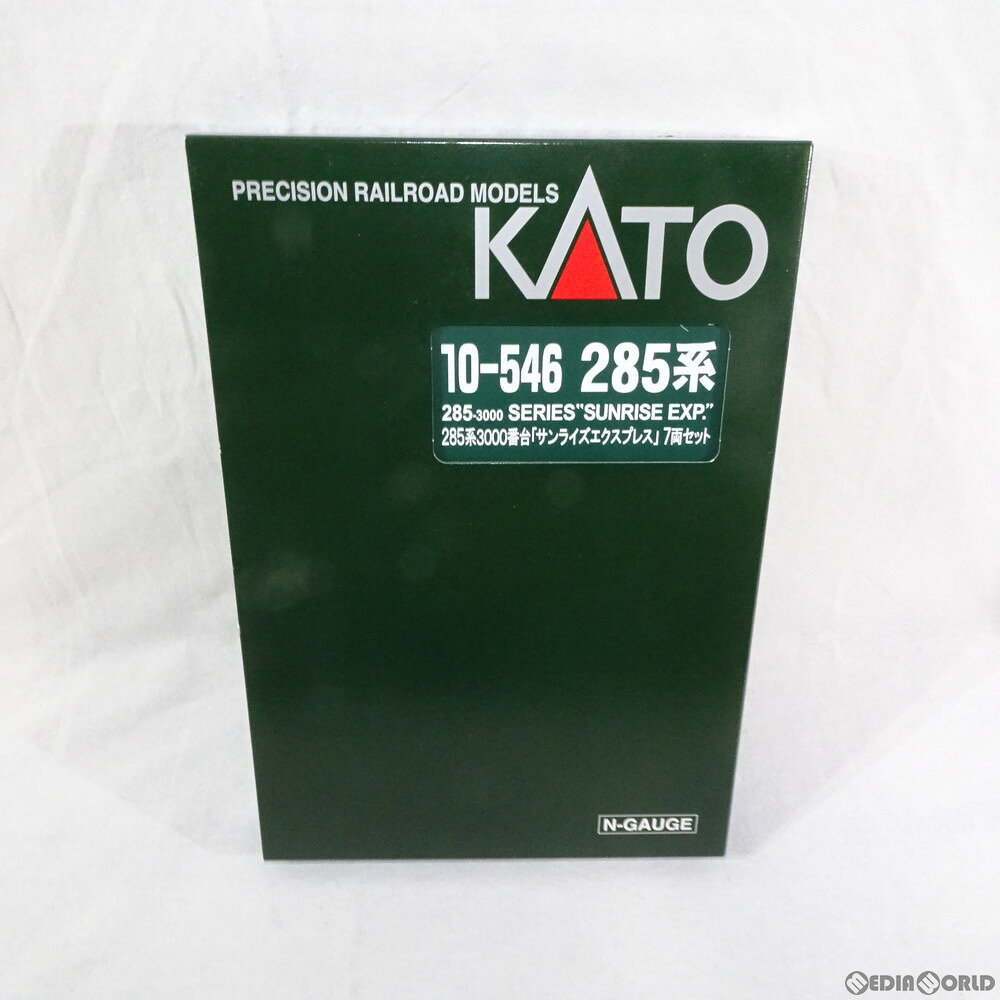 PRECISION RAILROAD MODELS
KATO
10-546 285系
285-3000 SERIES"SUNRISE EXP."
285系3000番台「サンライズエクスプレス」 7両セット
N-GAUGE
MEDIAWORLD